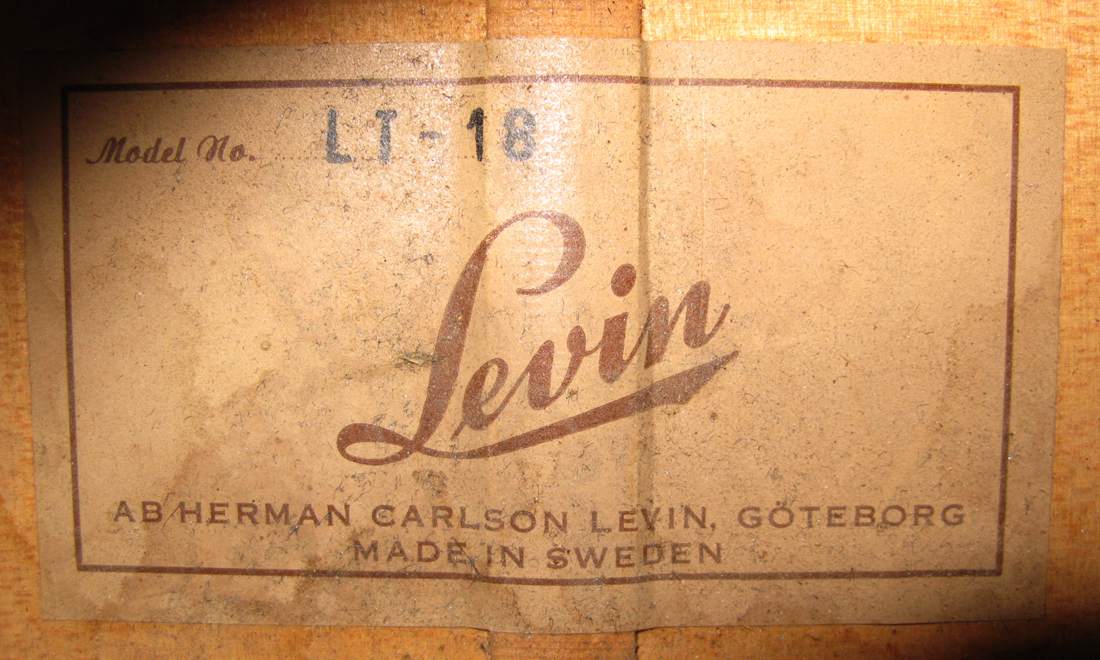 Model No. LT-18
Levin
AB HERMAN CARLSON LEVIN, GÖTEBORG
MADE IN SWEDEN